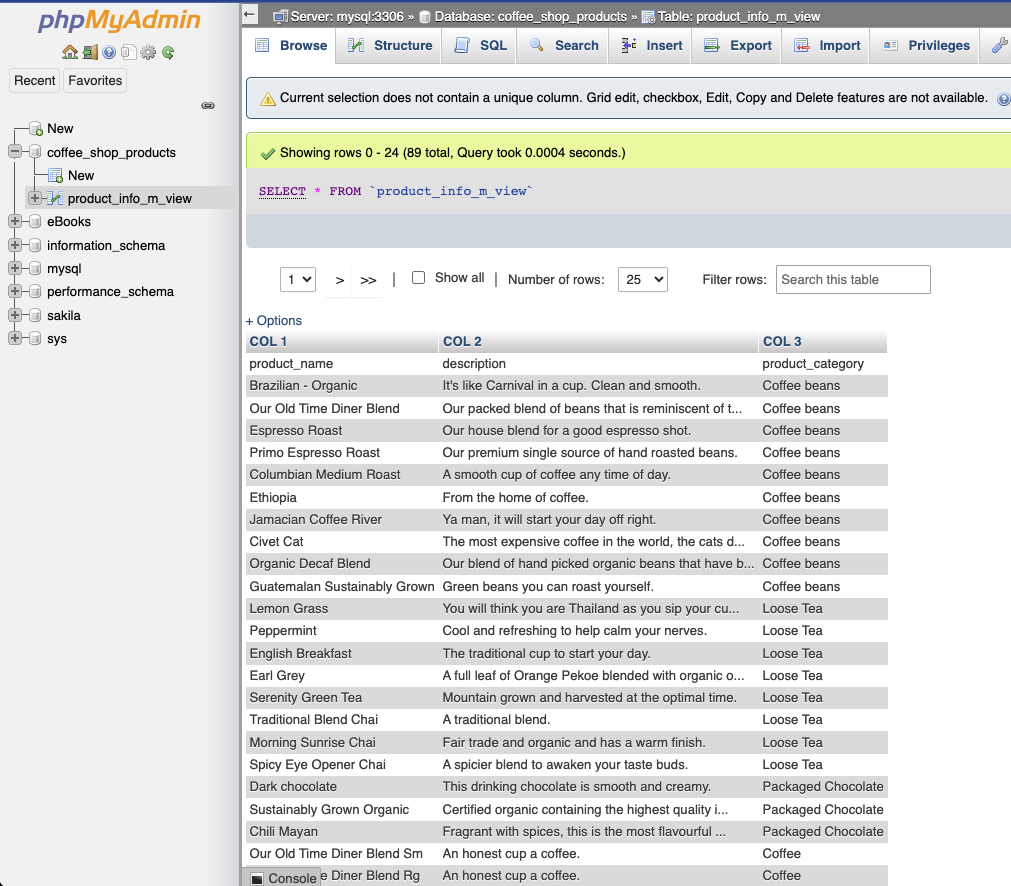 phpMyAdmin
Recent Favorites
New
coffee_shop_products
New
product_info_m_view
eBooks
information_schema
mysql
performance_schema
sakila
sys
Server: mysql:3306 » Database: coffee_shop_products » Table: product_info_m_view
Browse Structure SQL Search Insert Export Import Privileges
Current selection does not contain a unique column. Grid edit, checkbox, Edit, Copy and Delete features are not available.
Showing rows 0 - 24 (89 total, Query took 0.0004 seconds.)
SELECT * FROM `product_info_m_view`
1 > >> | Show all | Number of rows: 25 Filter rows: Search this table
+ Options
COL 1 COL 2 COL 3
product_name description product_category
Brazilian - Organic It's like Carnival in a cup. Clean and smooth. Coffee beans
Our Old Time Diner Blend Our packed blend of beans that is reminiscent of t... Coffee beans
Espresso Roast Our house blend for a good espresso shot. Coffee beans
Primo Espresso Roast Our premium single source of hand roasted beans. Coffee beans
Columbian Medium Roast A smooth cup of coffee any time of day. Coffee beans
Ethiopia From the home of coffee. Coffee beans
Jamacian Coffee River Ya man, it will start your day off right. Coffee beans
Civet Cat The most expensive coffee in the world, the cats d... Coffee beans
Organic Decaf Blend Our blend of hand picked organic beans that have b... Coffee beans
Guatemalan Sustainably Grown Green beans you can roast yourself. Coffee beans
Lemon Grass You will think you are Thailand as you sip your cu... Loose Tea
Peppermint Cool and refreshing to help calm your nerves. Loose Tea
English Breakfast The traditional cup to start your day. Loose Tea
Earl Grey A full leaf of Orange Pekoe blended with organic o... Loose Tea
Serenity Green Tea Mountain grown and harvested at the optimal time. Loose Tea
Traditional Blend Chai A traditional blend. Loose Tea
Morning Sunrise Chai Fair trade and organic and has a warm finish. Loose Tea
Spicy Eye Opener Chai A spicier blend to awaken your taste buds. Loose Tea
Dark chocolate This drinking chocolate is smooth and creamy. Packaged Chocolate
Sustainably Grown Organic Certified organic containing the highest quality i... Packaged Chocolate
Chili Mayan Fragrant with spices, this is the most flavourful ... Packaged Chocolate
Our Old Time Diner Blend Sm An honest cup a coffee. Coffee
Console e Diner Blend Rg An honest cup a coffee. Coffee